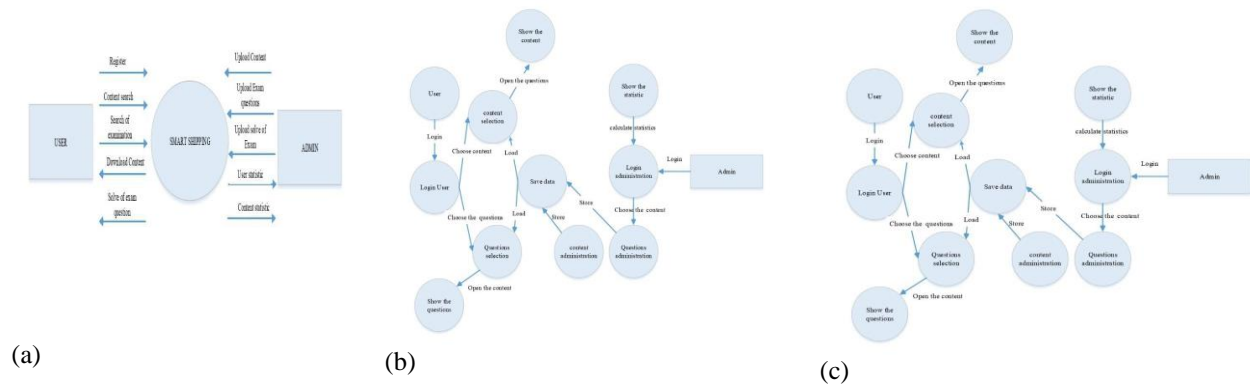 Register
Content search
Search of
examination
Download Content
Solve of exam
question
USER
SMART SHIPPING
Upload Content
Upload Exam
questions
Upload solve of
Exam
User statistic
Content statistic
ADMIN
(a)
Show the
content
Open the questions
User
content
selection
Show the
statistic
Login
calculate statistics
Choose content
Load
Login
Login User
Save data
Login
administration
Admin
Choose the questions
Load
Store
Store
Choose the content
Questions
selection
content
administration
Questions
administration
Open the content
Show the
questions
(b)
Show the
content
Open the questions
User
content
selection
Show the
statistic
Login
calculate statistics
Choose content
Load
Login
Login User
Save data
Login
administration
Admin
Choose the questions
Load
Store
Store
Choose the content
Questions
selection
content
administration
Questions
administration
Open the content
Show the
questions
(c)